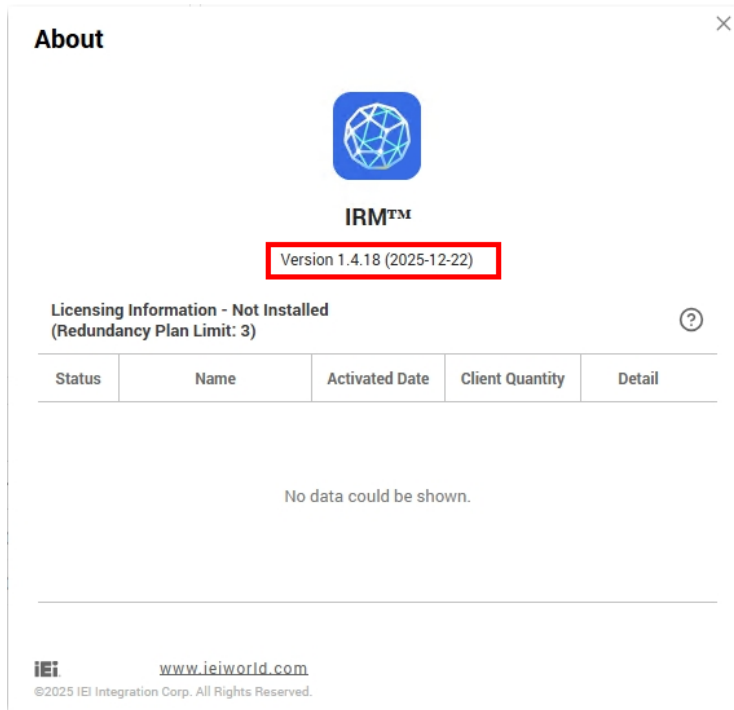 About
IRM™
Version 1.4.18 (2025-12-22)
Licensing Information - Not Installed
(Redundancy Plan Limit: 3)
Status Name Activated Date Client Quantity Detail
No data could be shown.
iEi www.ieiworld.com
©2025 IEI Integration Corp. All Rights Reserved.